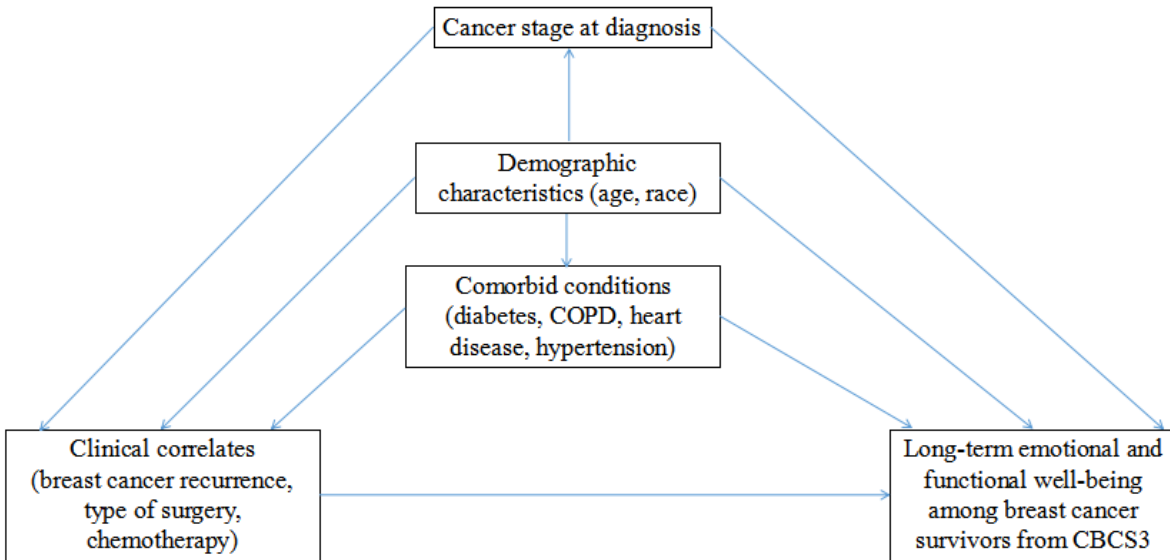 Cancer stage at diagnosis
Demographic
characteristics (age, race)
Comorbid conditions
(diabetes, COPD, heart
disease, hypertension)
Clinical correlates
(breast cancer recurrence,
type of surgery,
chemotherapy)
Long-term emotional and
functional well-being
among breast cancer
survivors from CBCS3